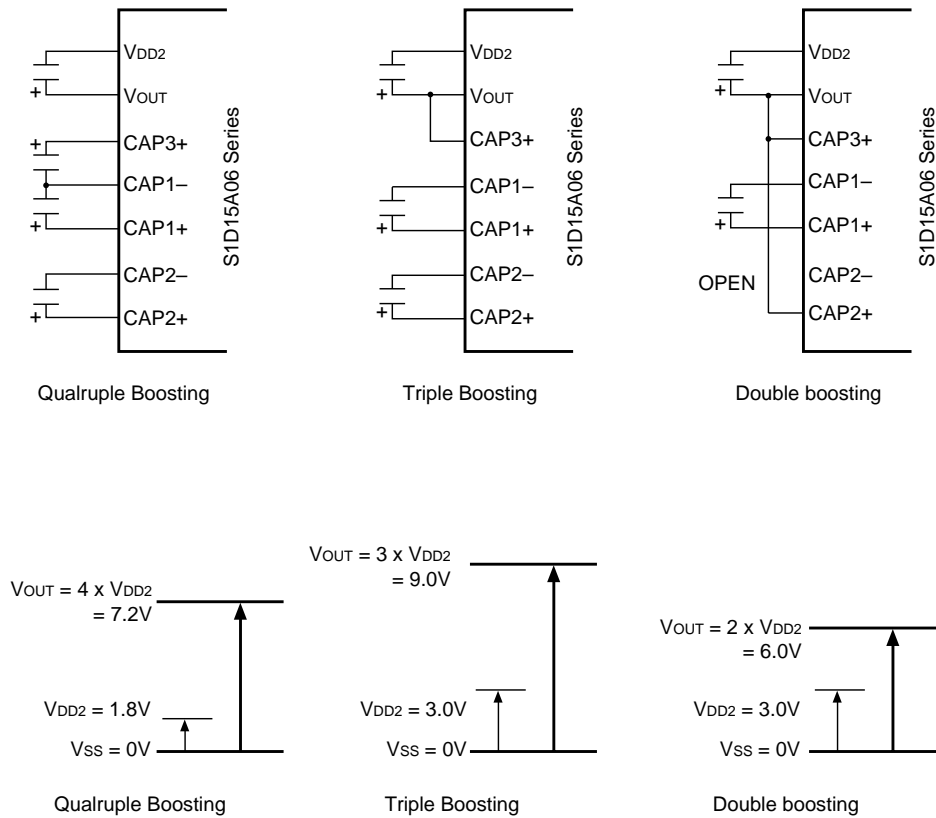 VDD2
VOUT
CAP3+
CAP1–
CAP1+
CAP2–
CAP2+
+
+
+
+
S1D15A06 Series
Qualruple Boosting
VDD2
VOUT
CAP3+
CAP1–
CAP1+
CAP2–
CAP2+
+
+
+
S1D15A06 Series
Triple Boosting
VDD2
VOUT
CAP3+
CAP1–
CAP1+
CAP2–
CAP2+
+
+
OPEN
S1D15A06 Series
Double boosting
VOUT = 4 x VDD2
= 7.2V
VDD2 = 1.8V
VSS = 0V
Qualruple Boosting
VOUT = 3 x VDD2
= 9.0V
VDD2 = 3.0V
VSS = 0V
Triple Boosting
VOUT = 2 x VDD2
= 6.0V
VDD2 = 3.0V
VSS = 0V
Double boosting